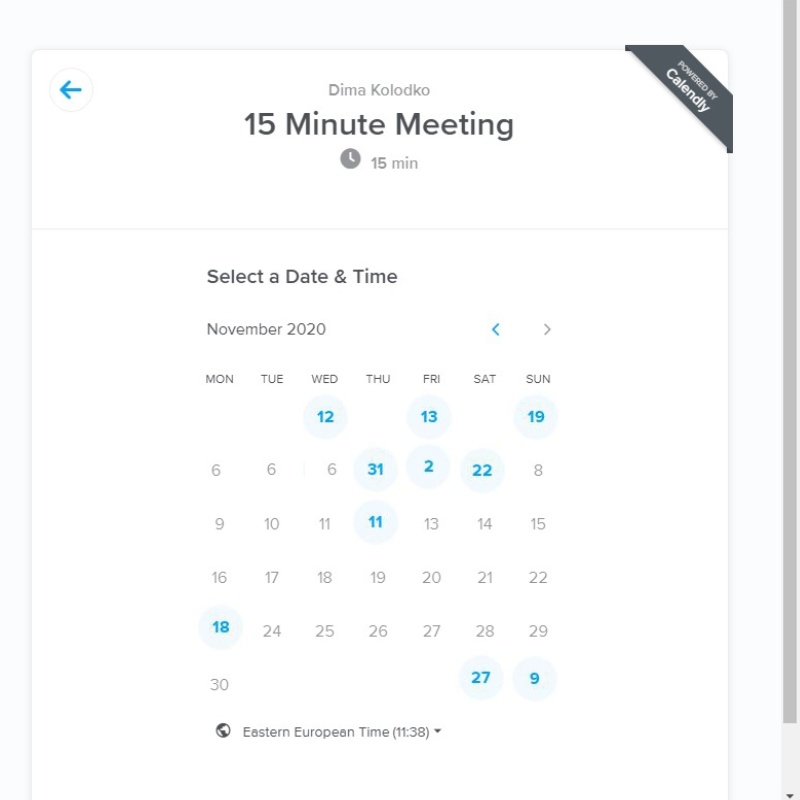 Dima Kolodko
15 Minute Meeting
15 min
POWERED BY
Calendly
Select a Date & Time
November 2020
MON TUE WED THU FRI SAT SUN
12 13 19
6 6 6 31 2 22 8
9 10 11 11 13 14 15
16 17 18 19 20 21 22
18 24 25 26 27 28 29
30 27 9
Eastern European Time (11:38)